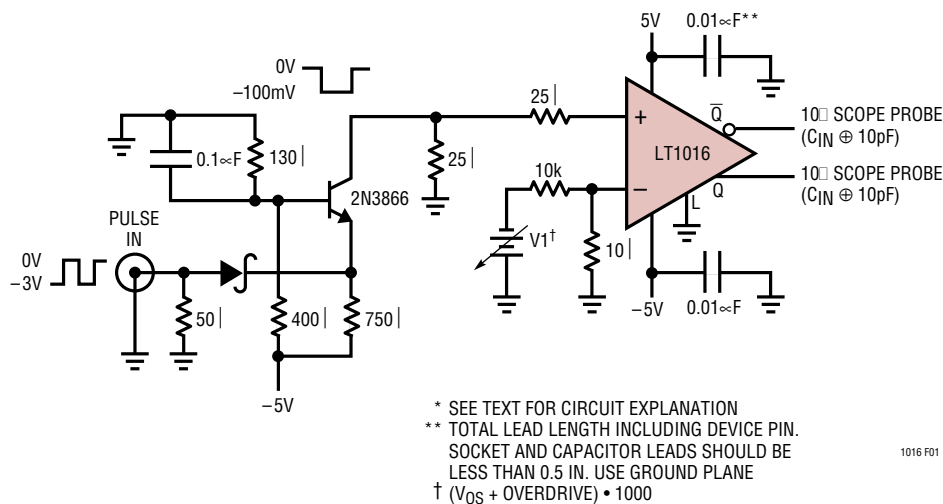 5V
0.01∝F**
0V
–100mV
25|
+
Q̅
10□ SCOPE PROBE
(CIN ⊕ 10pF)
LT1016
0.1∝F
130|
25|
10□ SCOPE PROBE
(CIN ⊕ 10pF)
Q
10k
–
L
2N3866
V1†
10|
PULSE
IN
0V
–3V
50|
400|
750|
–5V
0.01∝F
–5V
* SEE TEXT FOR CIRCUIT EXPLANATION
** TOTAL LEAD LENGTH INCLUDING DEVICE PIN.
SOCKET AND CAPACITOR LEADS SHOULD BE
LESS THAN 0.5 IN. USE GROUND PLANE
† (VOS + OVERDRIVE) • 1000
1016 F01